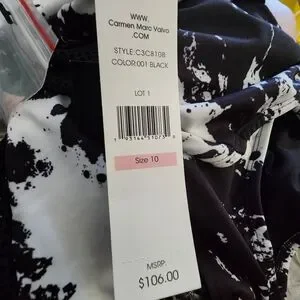 WWW.
Carmen Marc Valvo
.COM
STYLE:C3C8108
COLOR:001 BLACK
LOT 1
Size 10
MSRP:
$106.00